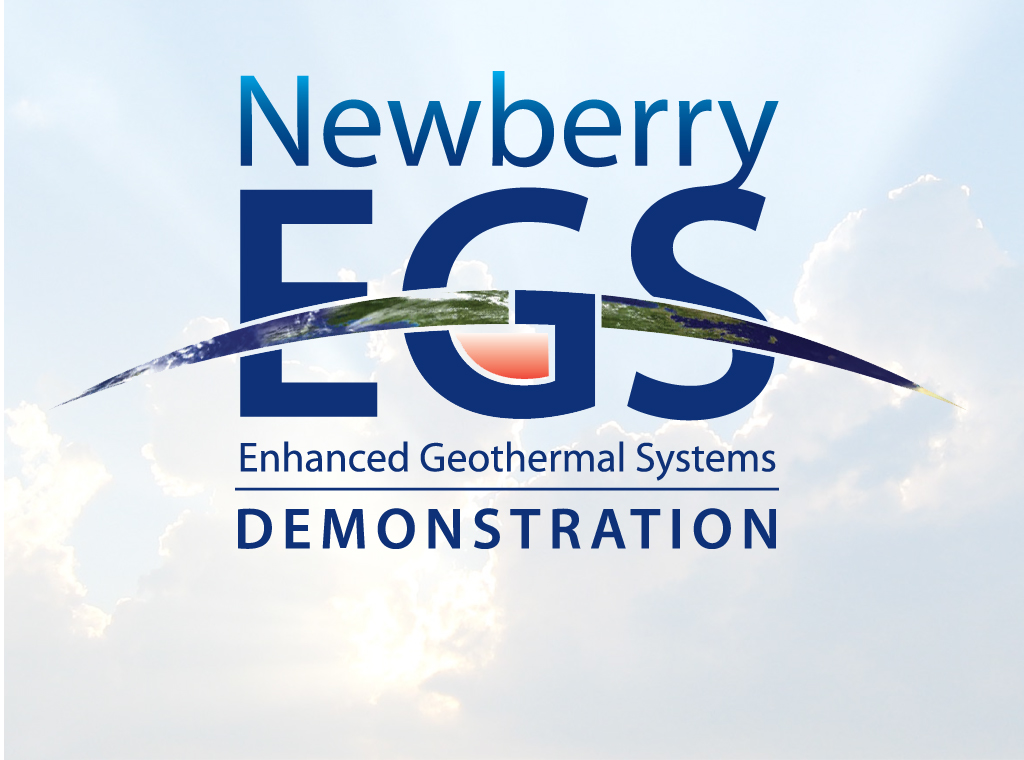 Newberry
EGS
Enhanced Geothermal Systems
DEMONSTRATION